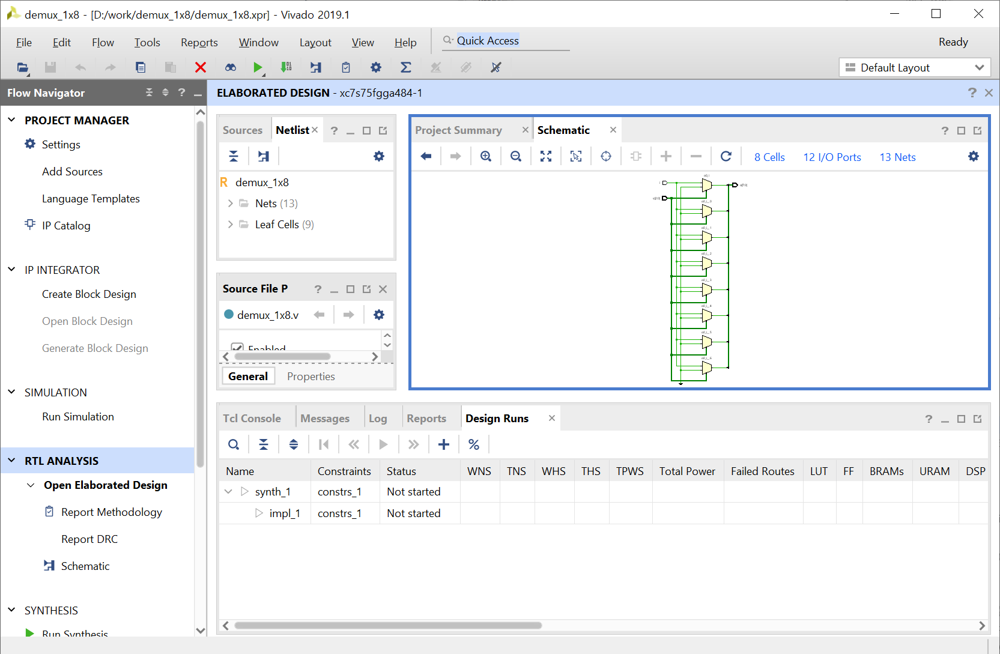 demux_1x8 - [D:/work/demux_1x8/demux_1x8.xpr] - Vivado 2019.1
File Edit Flow Tools Reports Window Layout View Help Quick Access Ready
Default Layout
Flow Navigator
PROJECT MANAGER
Settings
Add Sources
Language Templates
IP Catalog
IP INTEGRATOR
Create Block Design
Open Block Design
Generate Block Design
SIMULATION
Run Simulation
RTL ANALYSIS
Open Elaborated Design
Report Methodology
Report DRC
Schematic
SYNTHESIS
Run Synthesis
ELABORATED DESIGN - xc7s75fgga484-1
Sources Netlist
R demux_1x8
Nets (13)
Leaf Cells (9)
Source File P
demux_1x8.v
Enabled
General Properties
Project Summary Schematic
8 Cells 12 I/O Ports 13 Nets
Tcl Console Messages Log Reports Design Runs
Name Constraints Status WNS TNS WHS THS TPWS Total Power Failed Routes LUT FF BRAMs URAM DSP
synth_1 constrs_1 Not started
impl_1 constrs_1 Not started